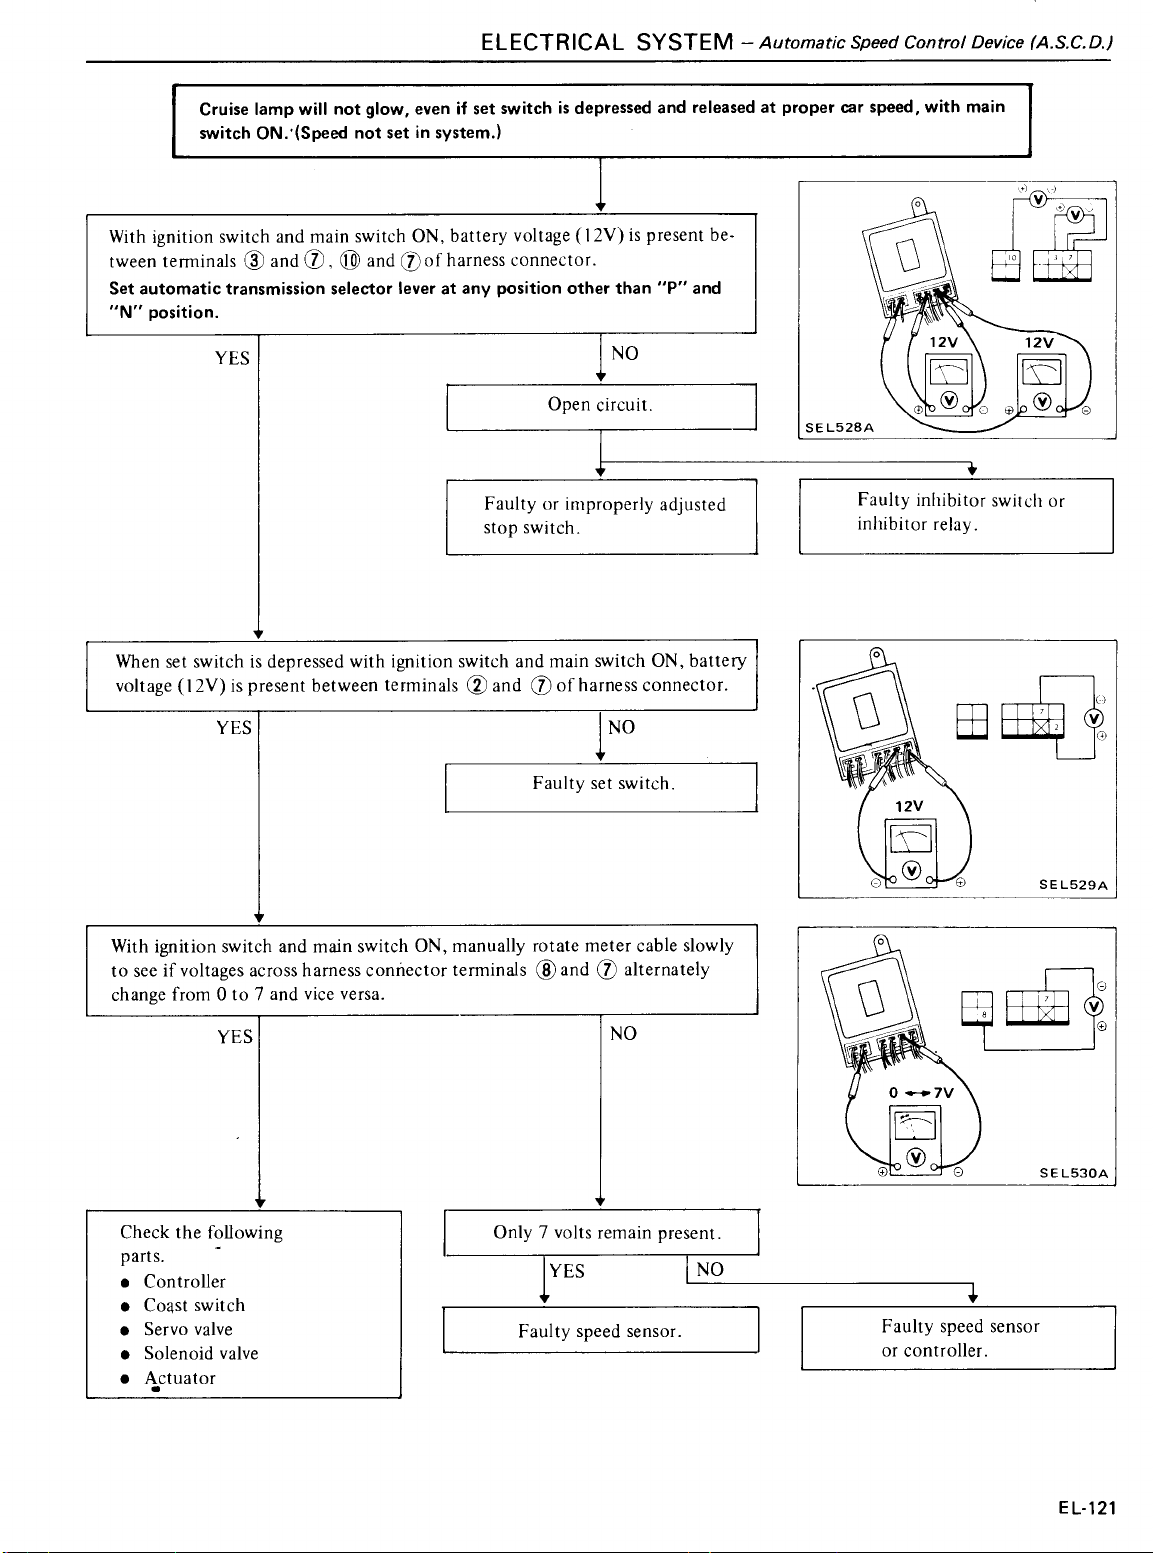 ELECTRICAL SYSTEM — Automatic Speed Control Device (A.S.C.D.)
Cruise lamp will not glow, even if set switch is depressed and released at proper car speed, with main
switch ON. (Speed not set in system.)
With ignition switch and main switch ON, battery voltage (12V) is present be-
tween terminals ③ and ⑦, ⑩ and ⑦ of harness connector.
Set automatic transmission selector lever at any position other than "P" and
"N" position.
YES
NO
Open circuit.
Faulty or improperly adjusted
stop switch.
Faulty inhibitor switch or
inhibitor relay.
⊕ V ⊖
⊕ V ⊖
10
3 7
12V
12V
⊕ V ⊖
⊕ V ⊖
SEL528A
When set switch is depressed with ignition switch and main switch ON, battery
voltage (12V) is present between terminals ② and ⑦ of harness connector.
YES
NO
Faulty set switch.
7
2
⊖
V
⊕
12V
⊖ V ⊕
SEL529A
With ignition switch and main switch ON, manually rotate meter cable slowly
to see if voltages across harness connector terminals ⑧ and ⑦ alternately
change from 0 to 7 and vice versa.
YES
NO
7
8
⊖
V
⊕
0 ↔ 7V
⊕ V ⊖
SEL530A
Check the following
parts.
● Controller
● Coast switch
● Servo valve
● Solenoid valve
● Actuator
Only 7 volts remain present.
YES
NO
Faulty speed sensor.
Faulty speed sensor
or controller.
EL-121